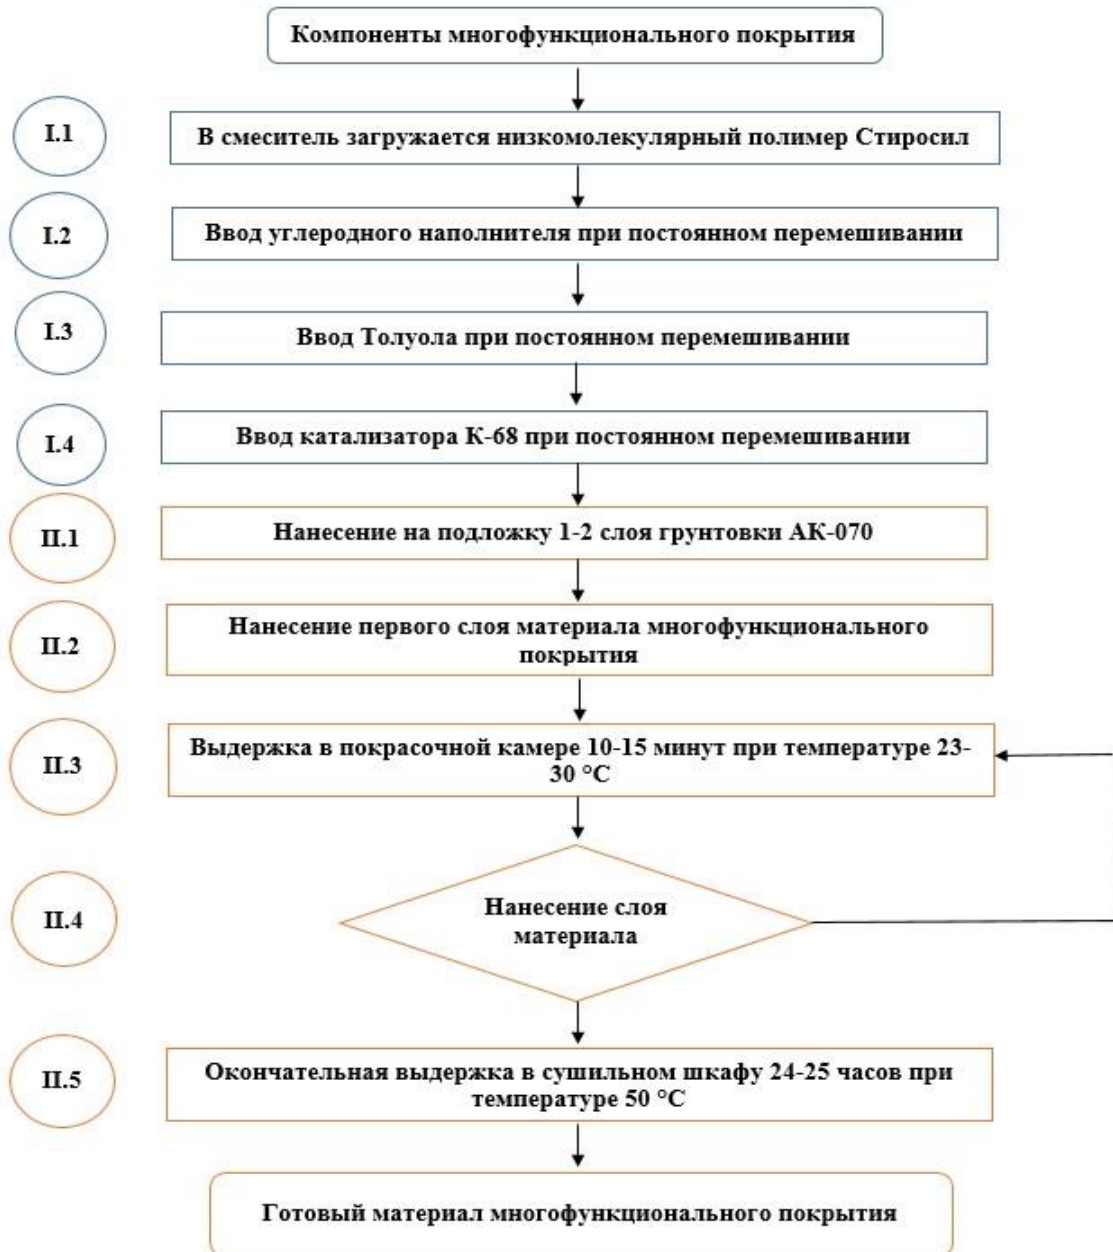 Компоненты многофункционального покрытия
I.1
В смеситель загружается низкомолекулярный полимер Стиросил
I.2
Ввод углеродного наполнителя при постоянном перемешивании
I.3
Ввод Толуола при постоянном перемешивании
I.4
Ввод катализатора К-68 при постоянном перемешивании
II.1
Нанесение на подложку 1-2 слоя грунтовки АК-070
II.2
Нанесение первого слоя материала многофункционального
покрытия
II.3
Выдержка в покрасочной камере 10-15 минут при температуре 23-
30 °С
II.4
Нанесение слоя
материала
II.5
Окончательная выдержка в сушильном шкафу 24-25 часов при
температуре 50 °С
Готовый материал многофункционального покрытия